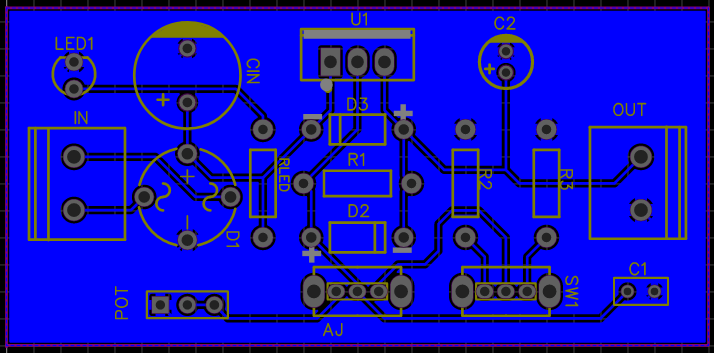 U1
C2
LED1
CIN
+
+
D3
+
IN
OUT
R1
RLED
R2
R3
+
D2
D1
+
C1
SW1
POT
AJ